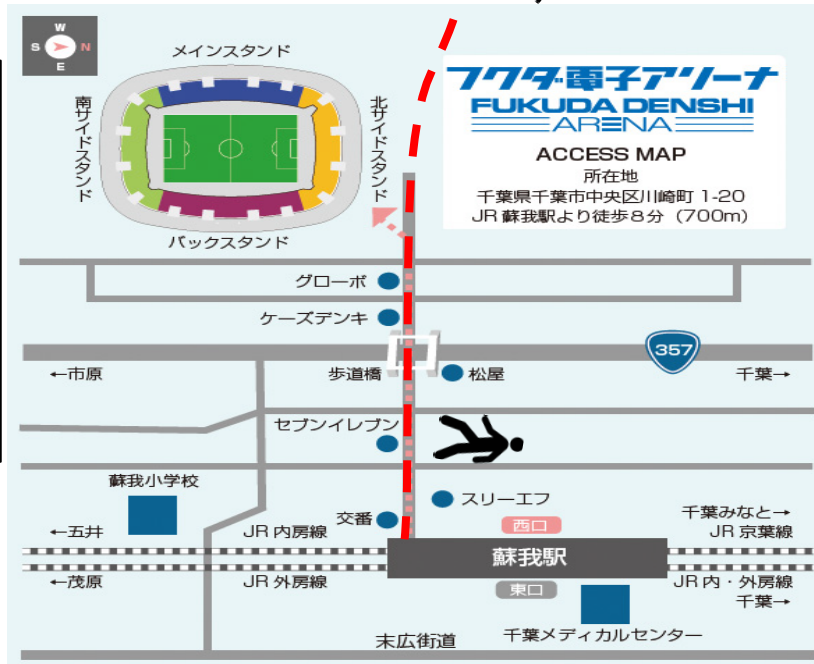 W
S N
E
メインスタンド
南サイドスタンド
北サイドスタンド
バックスタンド
フクダ電子アリーナ
FUKUDA DENSHI
ARENA
ACCESS MAP
所在地
千葉県千葉市中央区川崎町 1-20
JR 蘇我駅より徒歩8分（700m）
グローボ
ケーズデンキ
357
←市原
歩道橋
松屋
千葉→
セブンイレブン
蘇我小学校
スリーエフ
交番
西口
千葉みなと→
←五井
JR 内房線
JR 京葉線
蘇我駅
←茂原
JR 外房線
東口
JR 内・外房線
千葉→
末広街道
千葉メディカルセンター